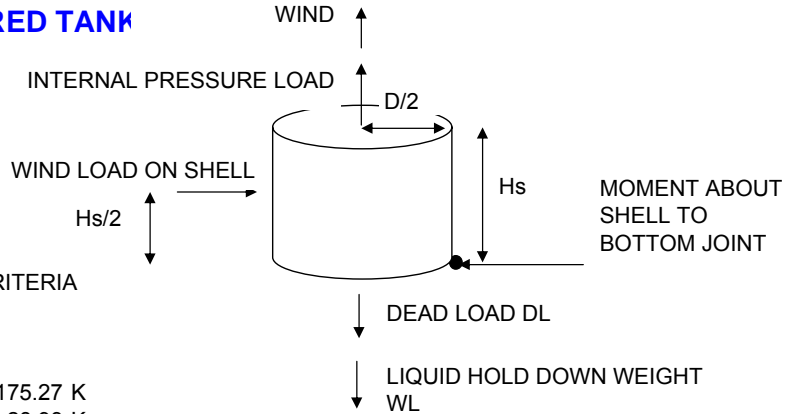 RED TANK
WIND
INTERNAL PRESSURE LOAD
D/2
WIND LOAD ON SHELL
Hs/2
Hs
MOMENT ABOUT
SHELL TO
BOTTOM JOINT
RITERIA
DEAD LOAD DL
LIQUID HOLD DOWN WEIGHT
WL
175.27 K